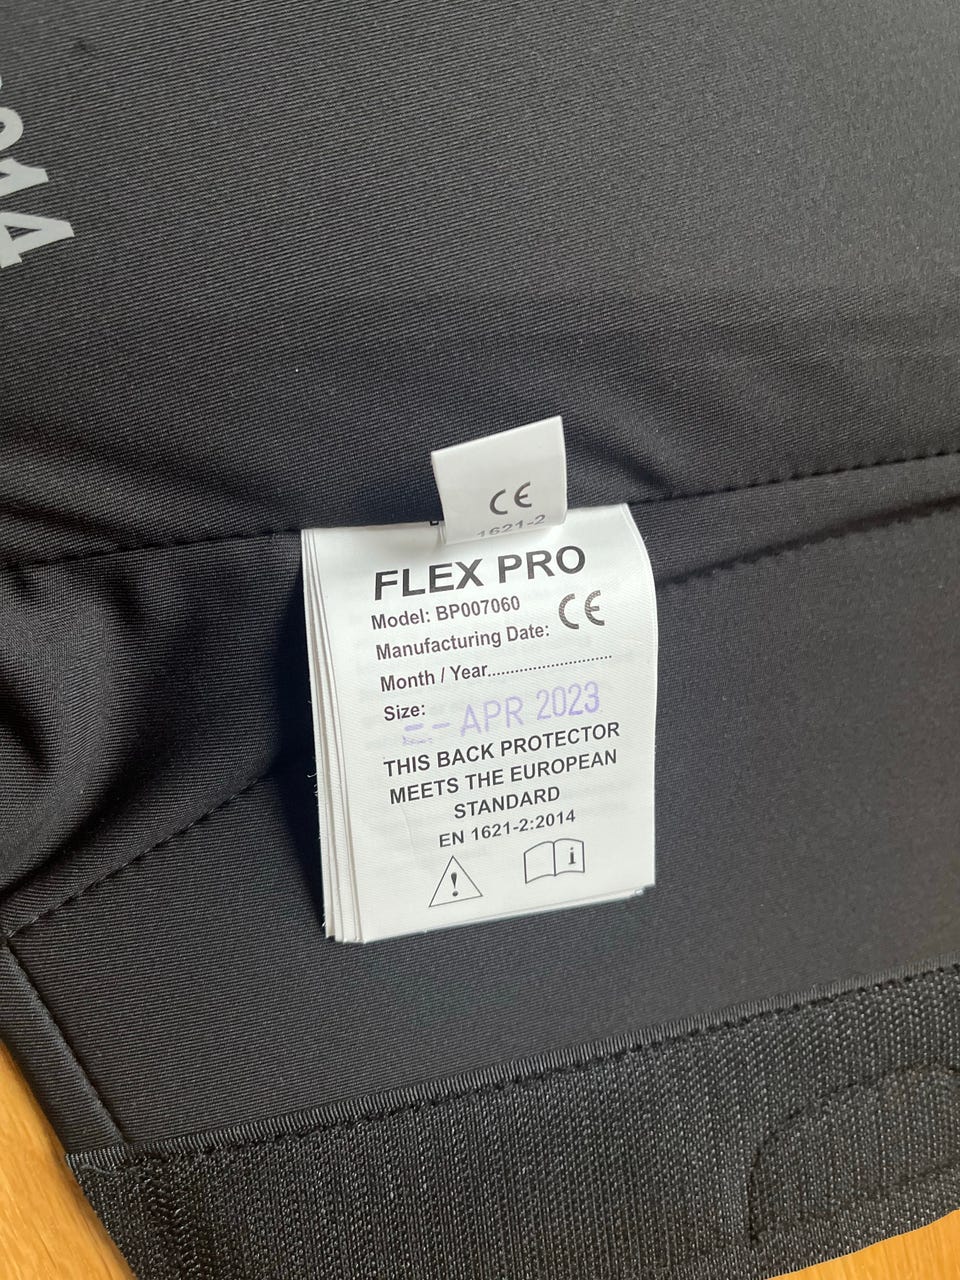 014
CE
1621-2
FLEX PRO
Model: BP007060
CE
Manufacturing Date:
Month / Year............................
Size:
APR 2023
THIS BACK PROTECTOR
MEETS THE EUROPEAN
STANDARD
EN 1621-2:2014
i